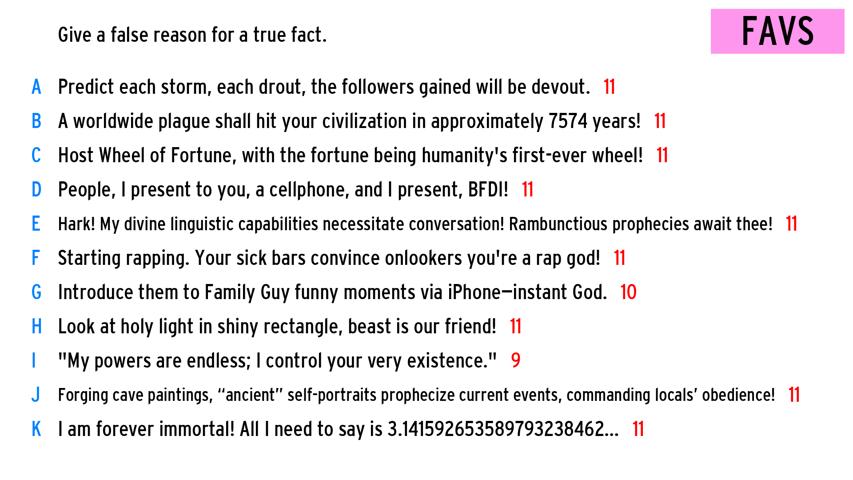 Give a false reason for a true fact.
FAVS
A Predict each storm, each drout, the followers gained will be devout. 11
B A worldwide plague shall hit your civilization in approximately 7574 years! 11
C Host Wheel of Fortune, with the fortune being humanity's first-ever wheel! 11
D People, I present to you, a cellphone, and I present, BFDI! 11
E Hark! My divine linguistic capabilities necessitate conversation! Rambunctious prophecies await thee! 11
F Starting rapping. Your sick bars convince onlookers you're a rap god! 11
G Introduce them to Family Guy funny moments via iPhone—instant God. 10
H Look at holy light in shiny rectangle, beast is our friend! 11
I "My powers are endless; I control your very existence." 9
J Forging cave paintings, “ancient” self-portraits prophecize current events, commanding locals’ obedience! 11
K I am forever immortal! All I need to say is 3.141592653589793238462... 11